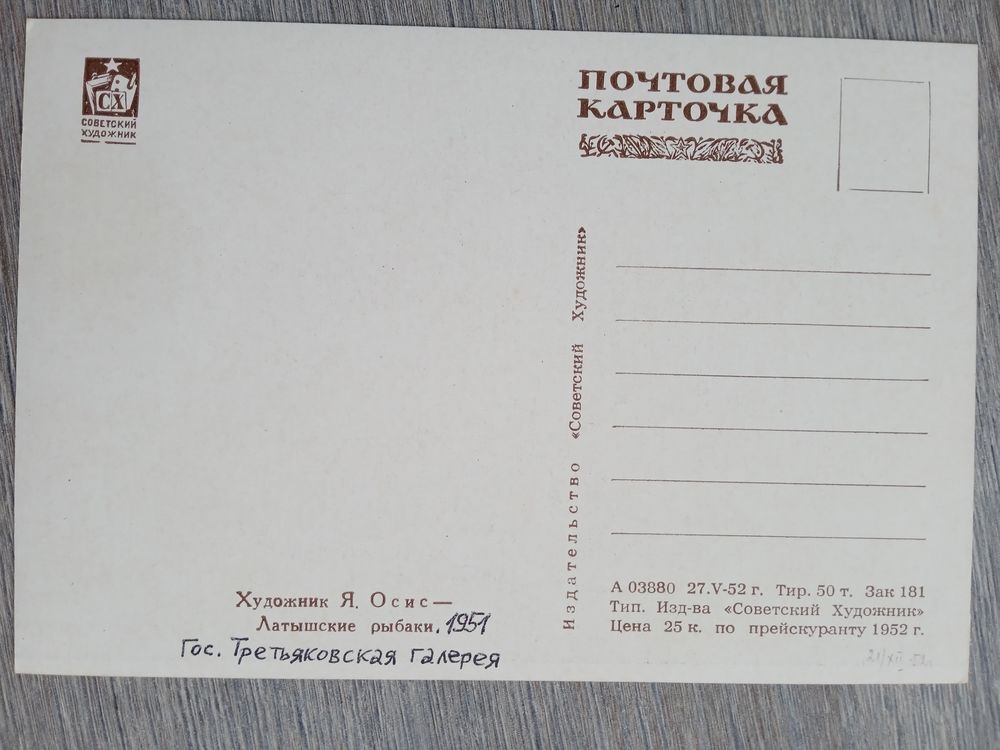 СХ
СОВЕТСКИЙ
ХУДОЖНИК
ПОЧТОВАЯ
КАРТОЧКА
Издательство «Советский Художник»
Художник Я. Осис—
Латышские рыбаки. 1951
Гос. Третьяковская галерея
А 03880 27.V-52 г. Тир. 50 т. Зак 181
Тип. Изд-ва «Советский Художник»
Цена 25 к. по прейскуранту 1952 г.